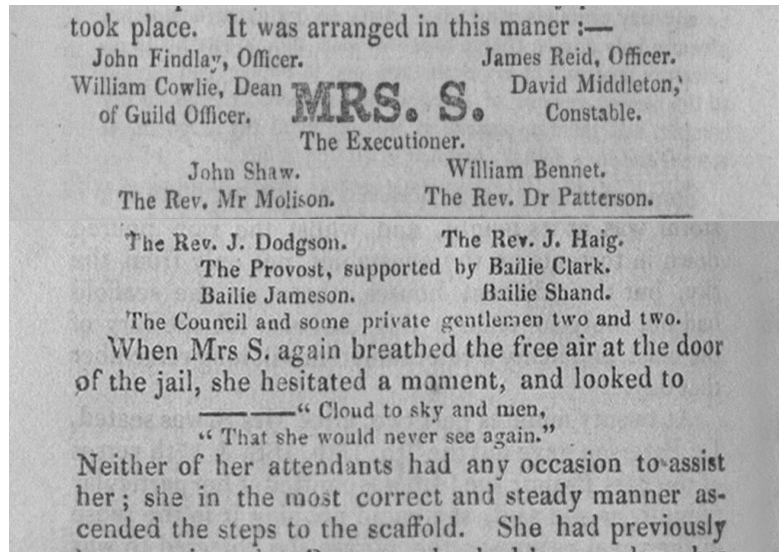 took place. It was arranged in this maner :—
John Findlay, Officer. James Reid, Officer.
William Cowlie, Dean of Guild Officer. MRS. S. David Middleton, Constable.
The Executioner.
John Shaw. William Bennet.
The Rev. Mr Molison. The Rev. Dr Patterson.
The Rev. J. Dodgson. The Rev. J. Haig.
The Provost, supported by Bailie Clark.
Bailie Jameson. Bailie Shand.
The Council and some private gentlemen two and two.
When Mrs S. again breathed the free air at the door
of the jail, she hesitated a moment, and looked to
———“ Cloud to sky and men,
“ That she would never see again.”
Neither of her attendants had any occasion to assist
her ; she in the most correct and steady manner as-
cended the steps to the scaffold. She had previously